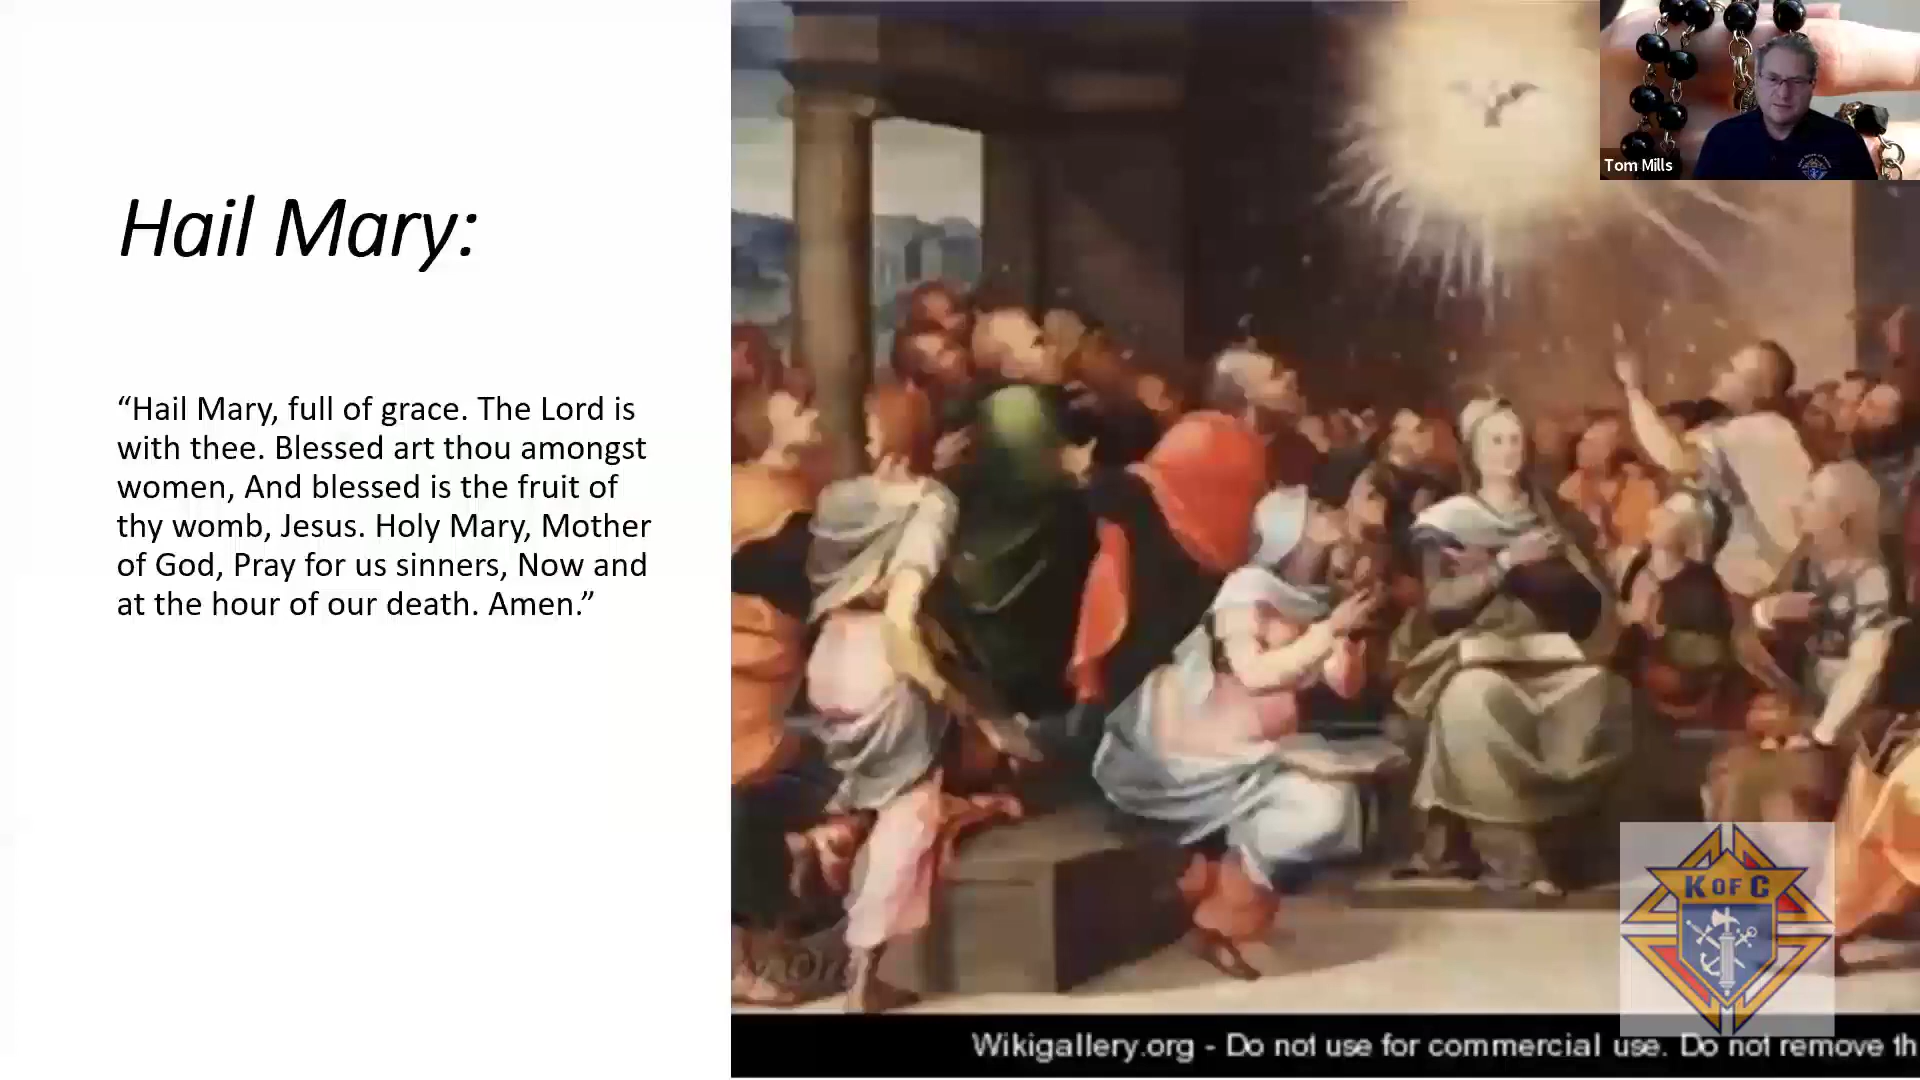 Hail Mary:
“Hail Mary, full of grace. The Lord is
with thee. Blessed art thou amongst
women, And blessed is the fruit of
thy womb, Jesus. Holy Mary, Mother
of God, Pray for us sinners, Now and
at the hour of our death. Amen.”
Tom Mills
K OF C
Wikigallery.org - Do not use for commercial use. Do not remove th